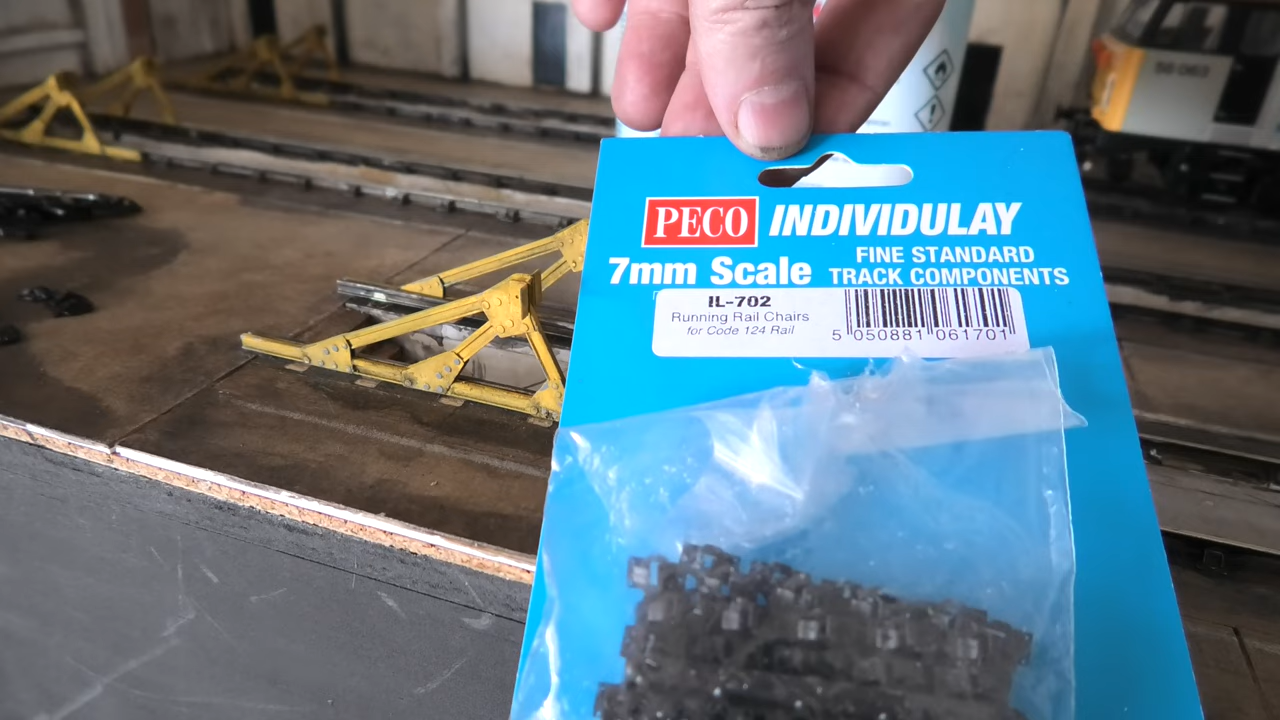 PECO INDIVIDULAY
7mm Scale
FINE STANDARD
TRACK COMPONENTS
IL-702
Running Rail Chairs
for Code 124 Rail
5 050881 061701